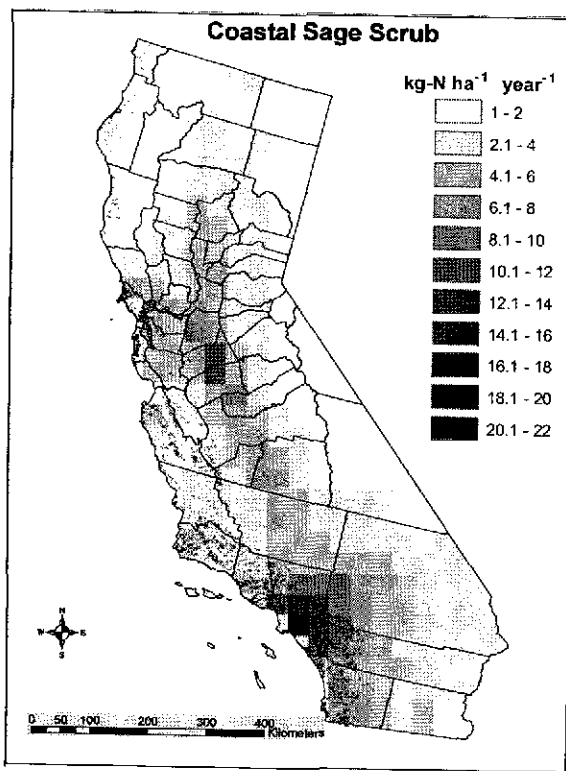 Coastal Sage Scrub
kg-N ha⁻¹ year⁻¹
1 - 2
2.1 - 4
4.1 - 6
6.1 - 8
8.1 - 10
10.1 - 12
12.1 - 14
14.1 - 16
16.1 - 18
18.1 - 20
20.1 - 22
N
W E
S
0 50 100 200 300 400
Kilometers